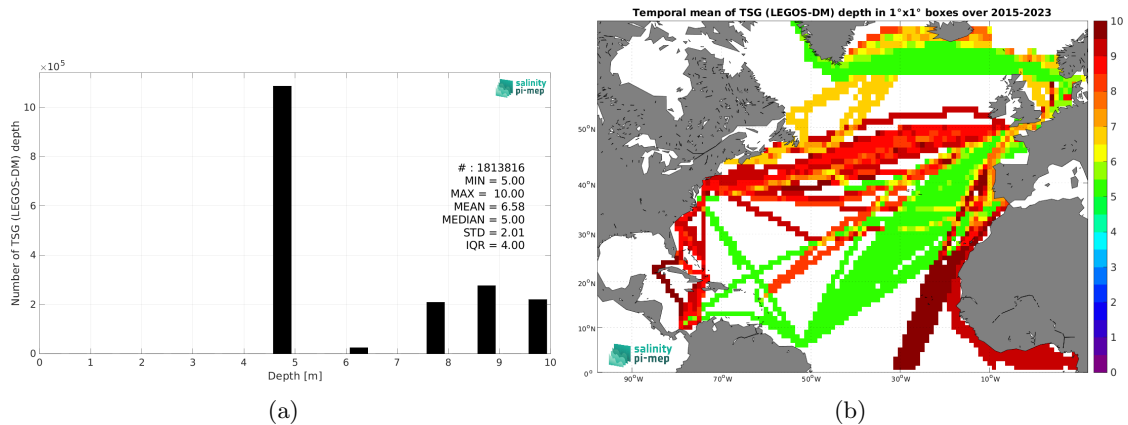 Temporal mean of TSG (LEGOS-DM) depth in 1°x1° boxes over 2015-2023
×10⁵
10
8
6
4
2
0
Number of TSG (LEGOS-DM) depth
salinity
pi-mep
# : 1813816
MIN = 5.00
MAX = 10.00
MEAN = 6.58
MEDIAN = 5.00
STD = 2.01
IQR = 4.00
0 1 2 3 4 5 6 7 8 9 10
Depth [m]
(a)
50°N
40°N
30°N
20°N
10°N
0°
90°W 70°W 50°W 30°W 10°W
salinity
pi-mep
10
9
8
7
6
5
4
3
2
1
0
(b)